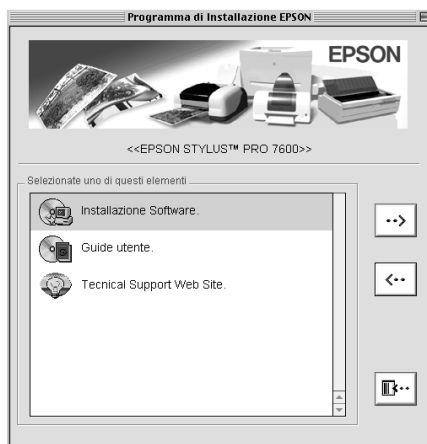 Programma di Installazione EPSON
EPSON
<<EPSON STYLUS™ PRO 7600>>
Selezionate uno di questi elementi
Installazione Software.
Guide utente.
Tecnical Support Web Site.